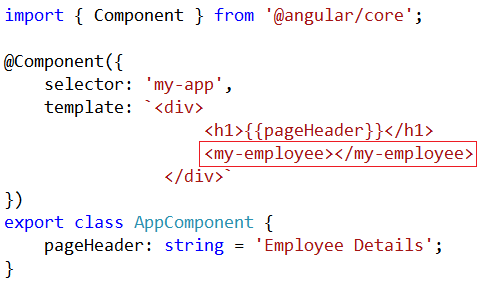 import { Component } from '@angular/core';
@Component({
    selector: 'my-app',
    template: `<div>
                    <h1>{{pageHeader}}</h1>
                    <my-employee></my-employee>
                </div>`
})
export class AppComponent {
    pageHeader: string = 'Employee Details';
}